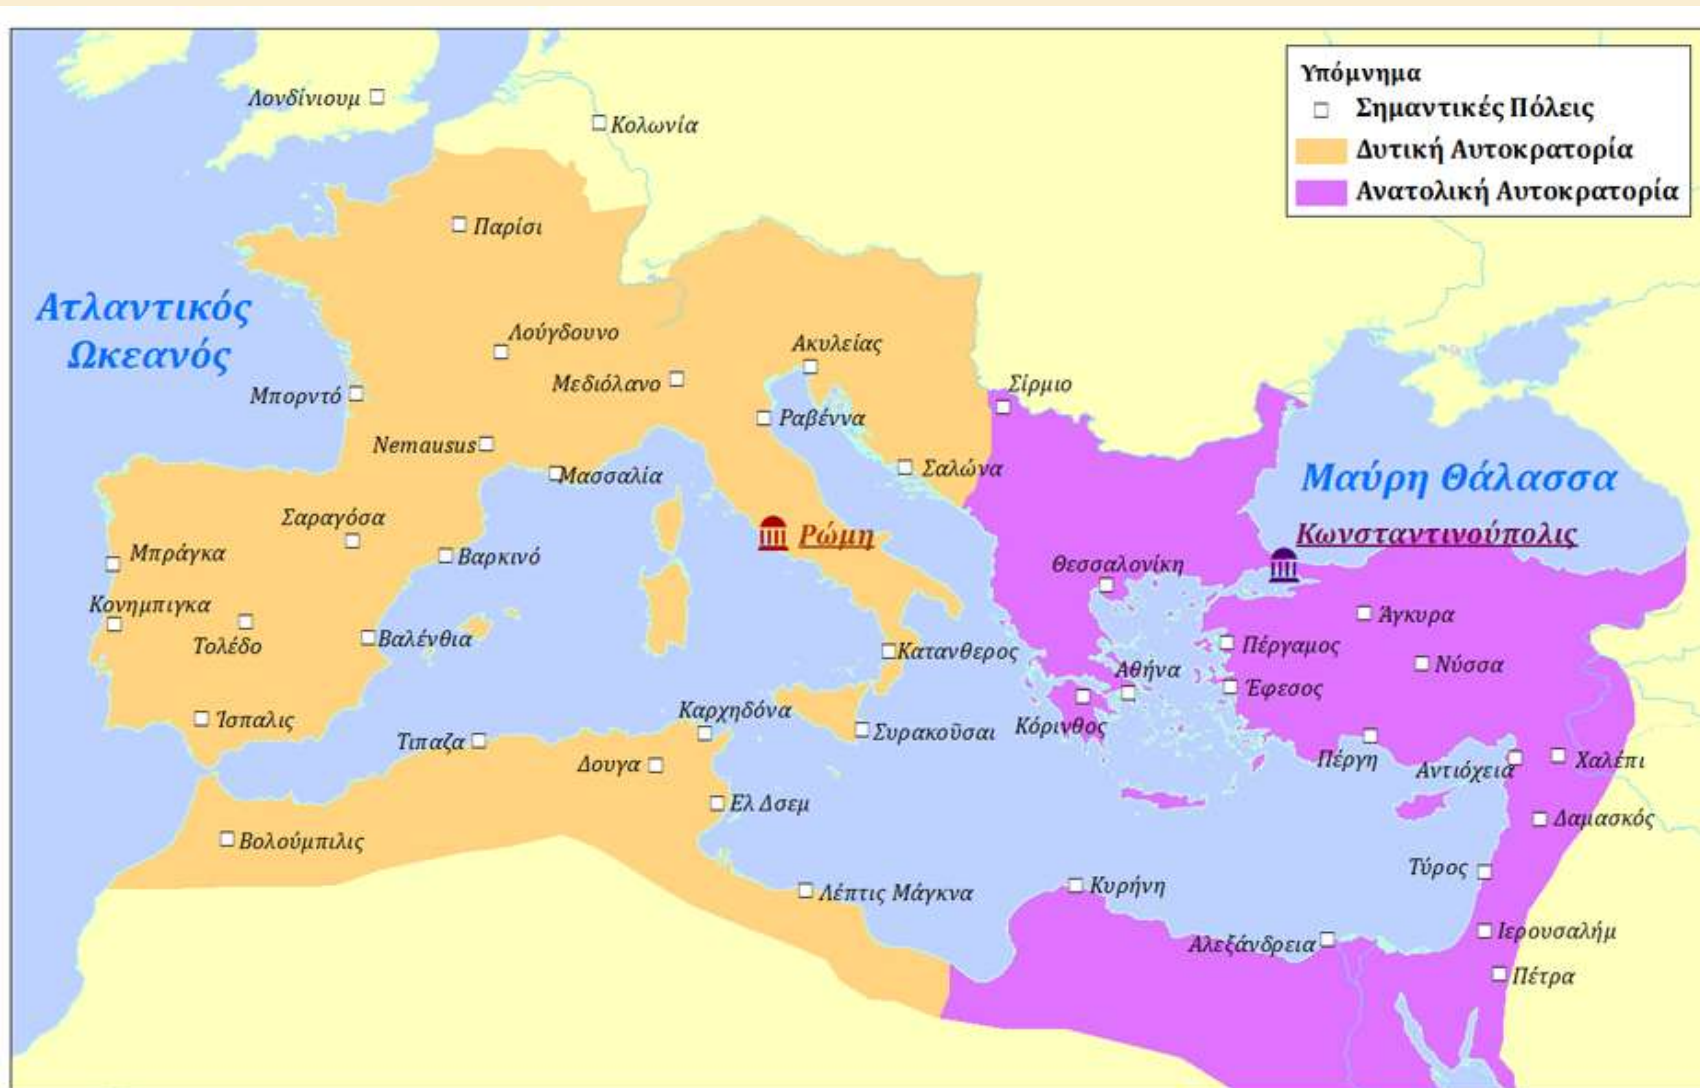 Υπόμνημα
Σημαντικές Πόλεις
Δυτική Αυτοκρατορία
Ανατολική Αυτοκρατορία
Λονδίνιουμ
Κολωνία
Παρίσι
Ατλαντικός
Ωκεανός
Λούγδουνο
Ακυλείας
Μεδιόλανο
Μπορντό
Σίρμιο
Ραβέννα
Nemausus
Μασσαλία
Σαλώνα
Μαύρη Θάλασσα
Σαραγόσα
Ρώμη
Κωνσταντινούπολις
Μπράγκα
Βαρκινό
Θεσσαλονίκη
Κονημπιγκα
Άγκυρα
Τολέδο
Βαλένθια
Κατανθερος
Πέργαμος
Αθήνα
Νύσσα
Έφεσος
Ίσπαλις
Καρχηδόνα
Συρακοῦσαι
Κόρινθος
Τιπαζα
Δουγα
Πέργη
Αντιόχεια
Χαλέπι
Ελ Δσεμ
Δαμασκός
Βολούμπιλις
Τύρος
Λέπτις Μάγκνα
Κυρήνη
Αλεξάνδρεια
Ιερουσαλήμ
Πέτρα